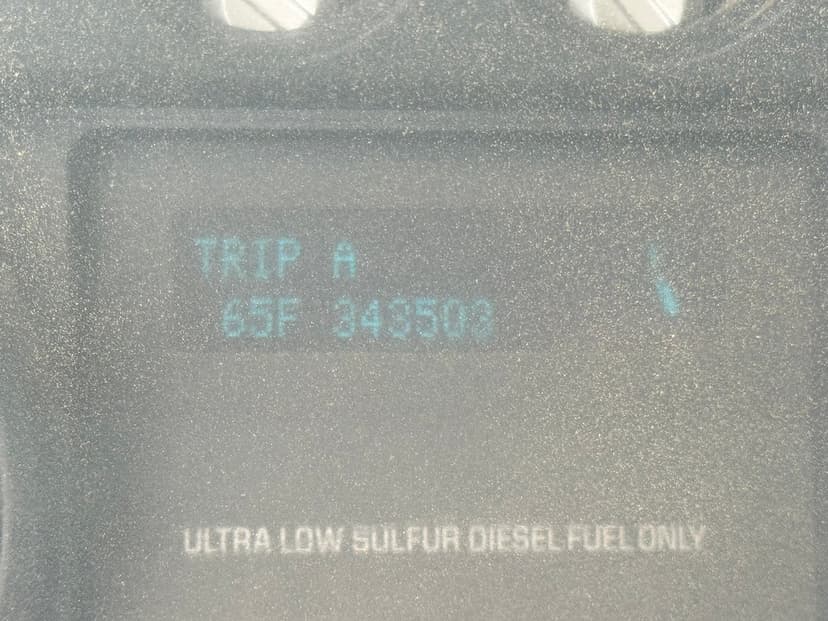 TRIP A
65F 343503
ULTRA LOW SULFUR DIESEL FUEL ONLY